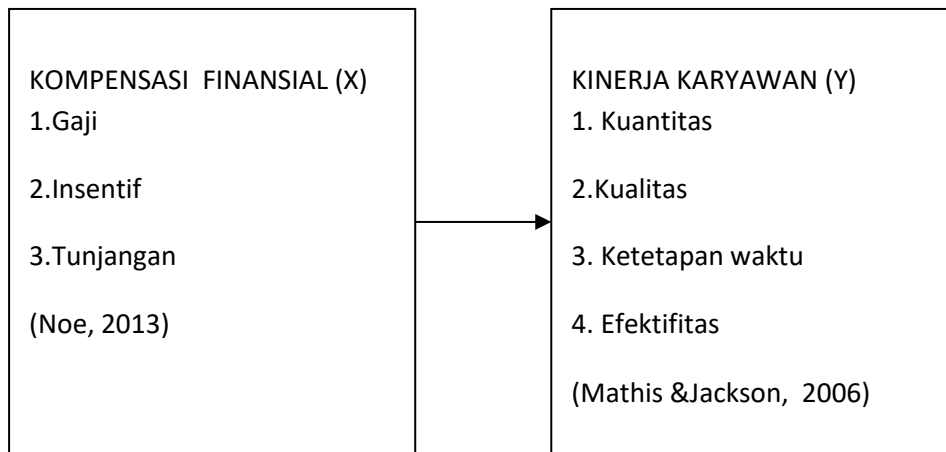 KOMPENSASI  FINANSIAL (X)
1.Gaji
2.Insentif
3.Tunjangan
(Noe, 2013)
KINERJA KARYAWAN (Y)
1. Kuantitas
2.Kualitas
3. Ketetapan waktu
4. Efektifitas
(Mathis &Jackson,  2006)